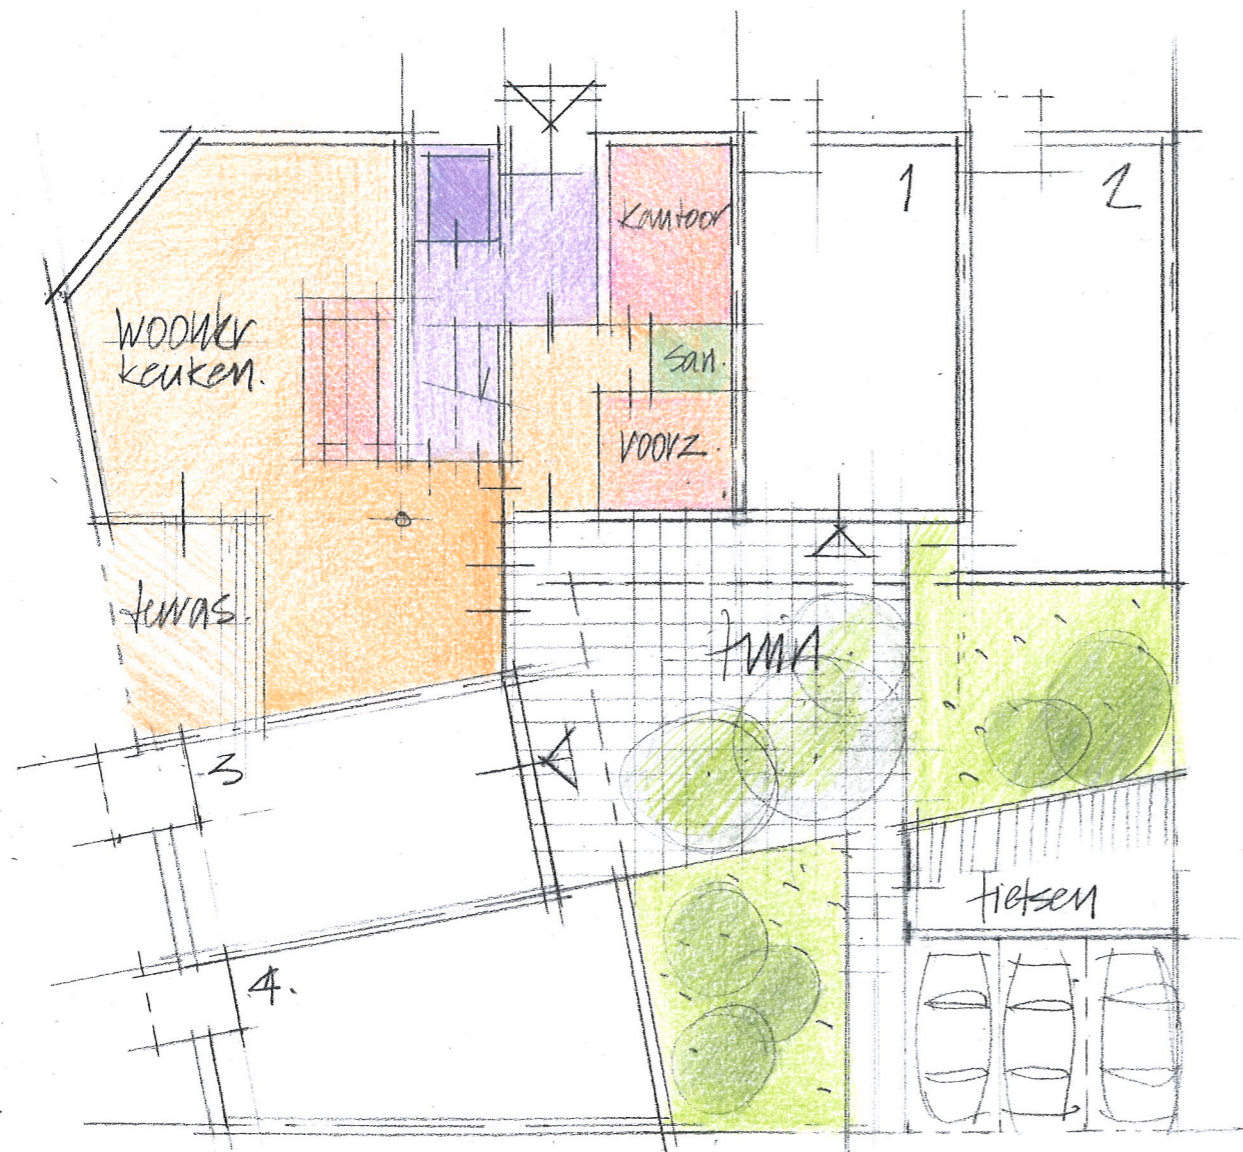 kantoor
1
2
woonkr
keuken.
san.
voorz.
terras.
tuin
3
fietsen
4.